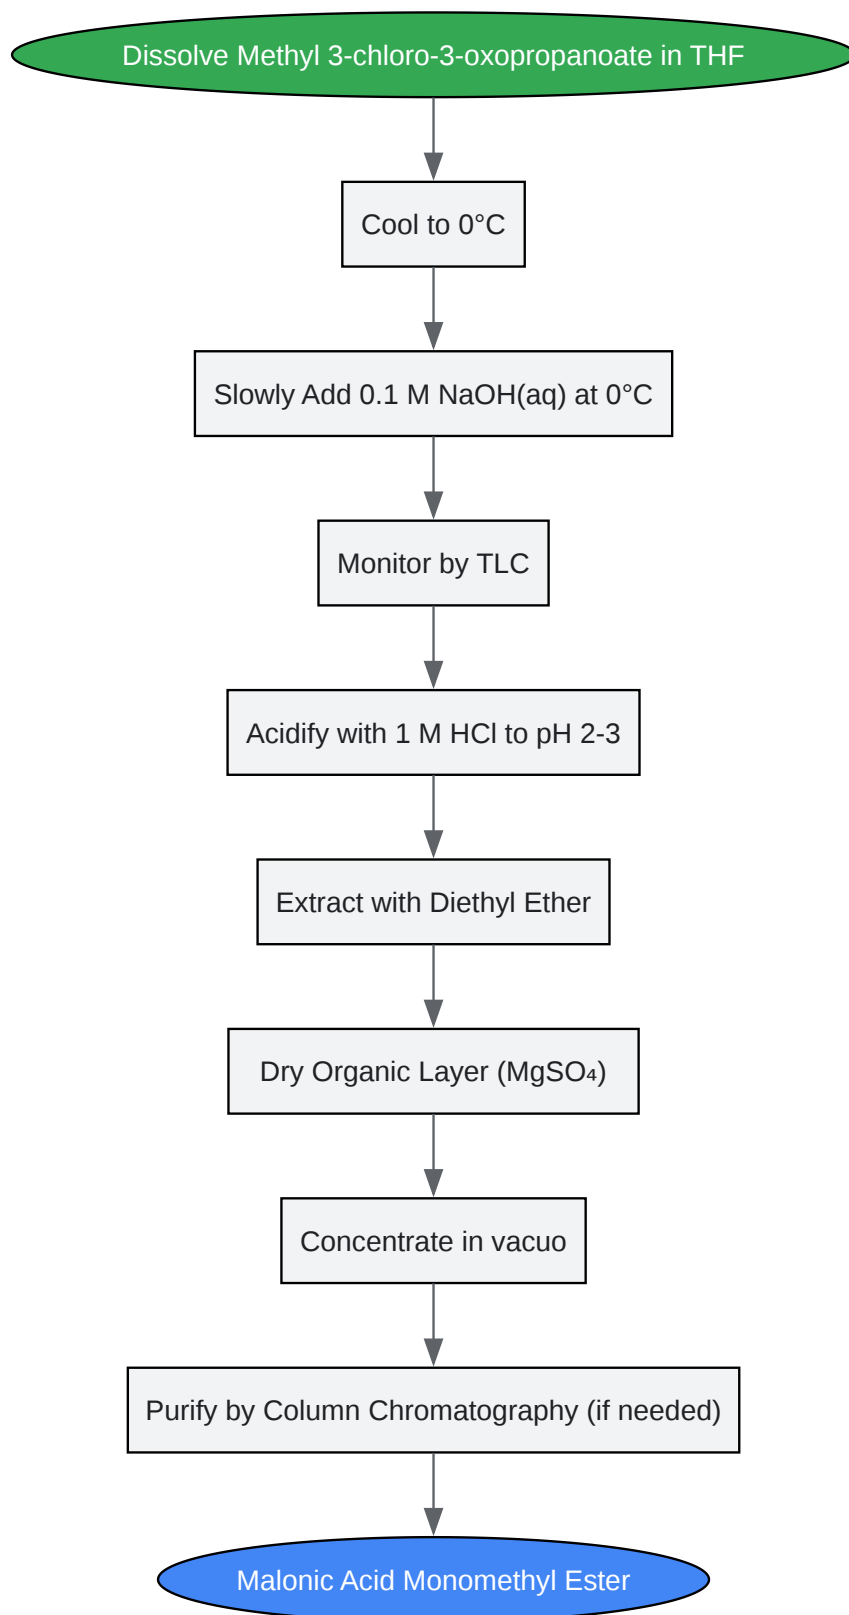 Dissolve Methyl 3-chloro-3-oxopropanoate in THF
Cool to 0°C
Slowly Add 0.1 M NaOH(aq) at 0°C
Monitor by TLC
Acidify with 1 M HCl to pH 2-3
Extract with Diethyl Ether
Dry Organic Layer (MgSO₄)
Concentrate in vacuo
Purify by Column Chromatography (if needed)
Malonic Acid Monomethyl Ester